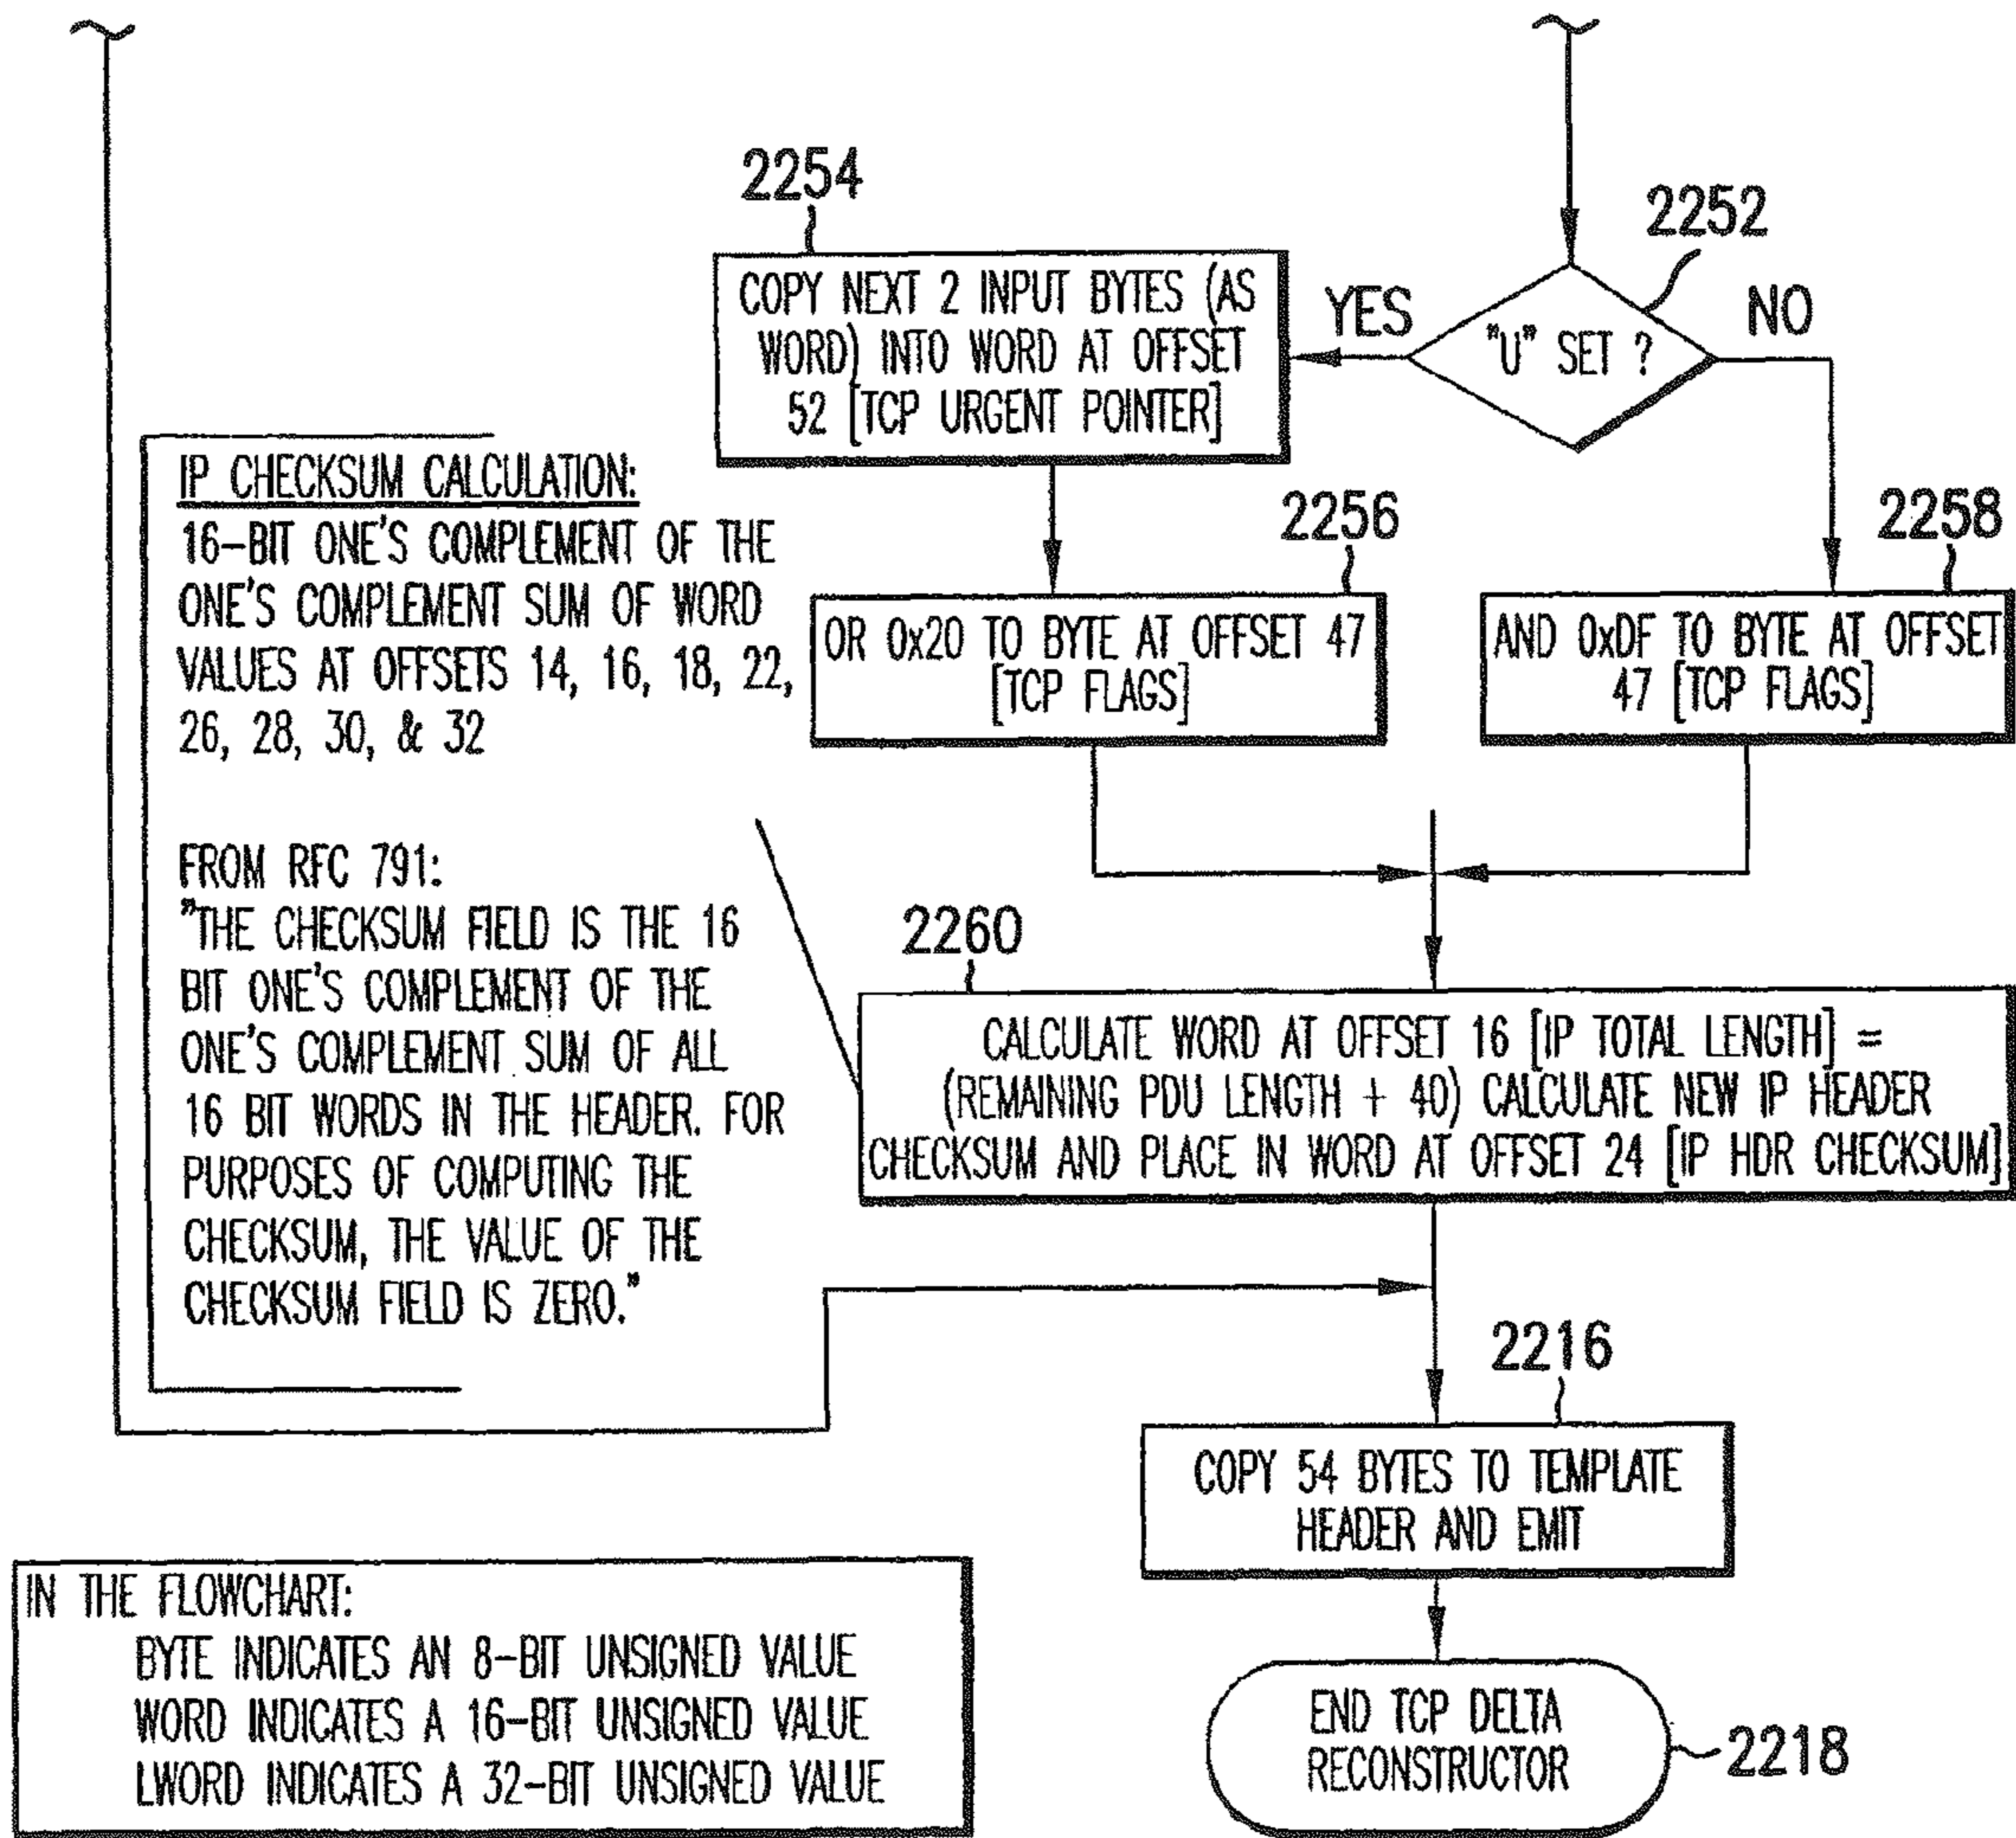 2254
COPY NEXT 2 INPUT BYTES (AS
WORD) INTO WORD AT OFFSET
52 [TCP URGENT POINTER]
YES
2252
"U" SET ?
NO
IP CHECKSUM CALCULATION:
16-BIT ONE'S COMPLEMENT OF THE
ONE'S COMPLEMENT SUM OF WORD
VALUES AT OFFSETS 14, 16, 18, 22,
26, 28, 30, & 32
FROM RFC 791:
"THE CHECKSUM FIELD IS THE 16
BIT ONE'S COMPLEMENT OF THE
ONE'S COMPLEMENT SUM OF ALL
16 BIT WORDS IN THE HEADER. FOR
PURPOSES OF COMPUTING THE
CHECKSUM, THE VALUE OF THE
CHECKSUM FIELD IS ZERO."
2256
OR 0x20 TO BYTE AT OFFSET 47
[TCP FLAGS]
2258
AND 0xDF TO BYTE AT OFFSET
47 [TCP FLAGS]
2260
CALCULATE WORD AT OFFSET 16 [IP TOTAL LENGTH] =
(REMAINING PDU LENGTH + 40) CALCULATE NEW IP HEADER
CHECKSUM AND PLACE IN WORD AT OFFSET 24 [IP HDR CHECKSUM]
2216
COPY 54 BYTES TO TEMPLATE
HEADER AND EMIT
END TCP DELTA
RECONSTRUCTOR
2218
IN THE FLOWCHART:
BYTE INDICATES AN 8-BIT UNSIGNED VALUE
WORD INDICATES A 16-BIT UNSIGNED VALUE
LWORD INDICATES A 32-BIT UNSIGNED VALUE